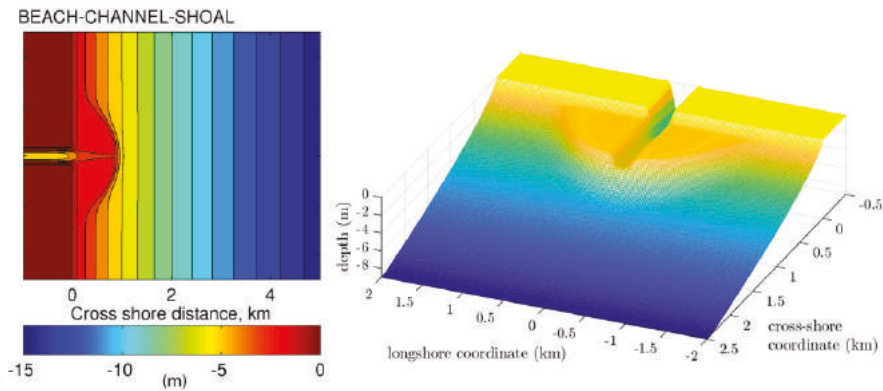 BEACH-CHANNEL-SHOAL
0 2 4
Cross shore distance, km
-15 -10 -5 0
(m)
0
-2
-4
-6
-8
depth (m)
2 1.5 1 0.5 0 -0.5 -1 -1.5 -2
longshore coordinate (km)
-0.5
0
0.5
1
1.5
2
2.5
cross-shore
coordinate (km)